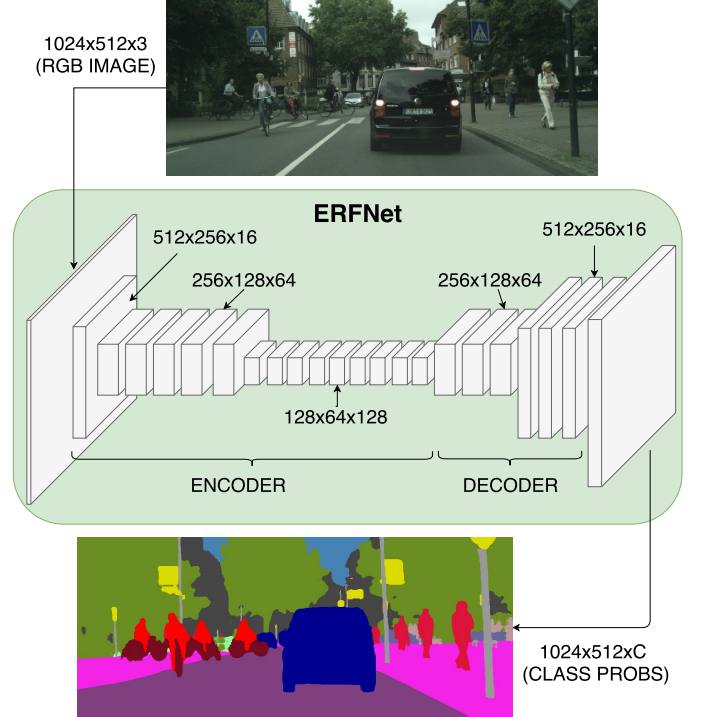 1024x512x3
(RGB IMAGE)
ERFNet
512x256x16
256x128x64
128x64x128
256x128x64
512x256x16
ENCODER
DECODER
1024x512xC
(CLASS PROBS)